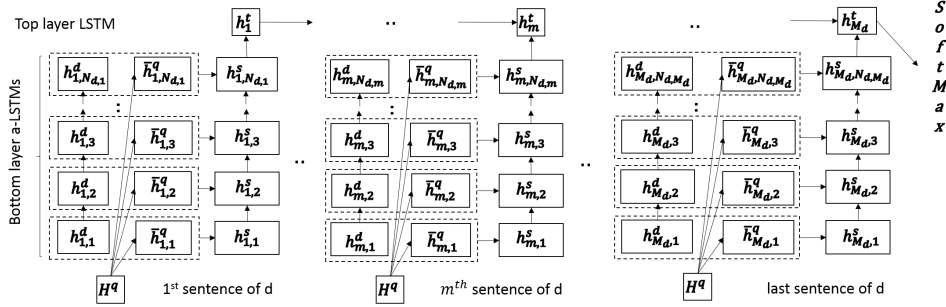 Top layer LSTM
h^t_1 .. h^t_m .. h^t_{M_d}
S o f t M a x
Bottom layer a-LSTMs
h^d_{1,N_{d,1}} h̄^q_{1,N_{d,1}} h^s_{1,N_{d,1}} h^d_{m,N_{d,m}} h̄^q_{m,N_{d,m}} h^s_{m,N_{d,m}} h^d_{M_d,N_{d,M_d}} h̄^q_{M_d,N_{d,M_d}} h^s_{M_d,N_{d,M_d}}
h^d_{1,3} h̄^q_{1,3} h^s_{1,3} h^d_{m,3} h̄^q_{m,3} h^s_{m,3} h^d_{M_d,3} h̄^q_{M_d,3} h^s_{M_d,3}
h^d_{1,2} h̄^q_{1,2} h^s_{1,2} h^d_{m,2} h̄^q_{m,2} h^s_{m,2} h^d_{M_d,2} h̄^q_{M_d,2} h^s_{M_d,2}
h^d_{1,1} h̄^q_{1,1} h^s_{1,1} h^d_{m,1} h̄^q_{m,1} h^s_{m,1} h^d_{M_d,1} h̄^q_{M_d,1} h^s_{M_d,1}
H^q 1st sentence of d H^q m^{th} sentence of d H^q last sentence of d